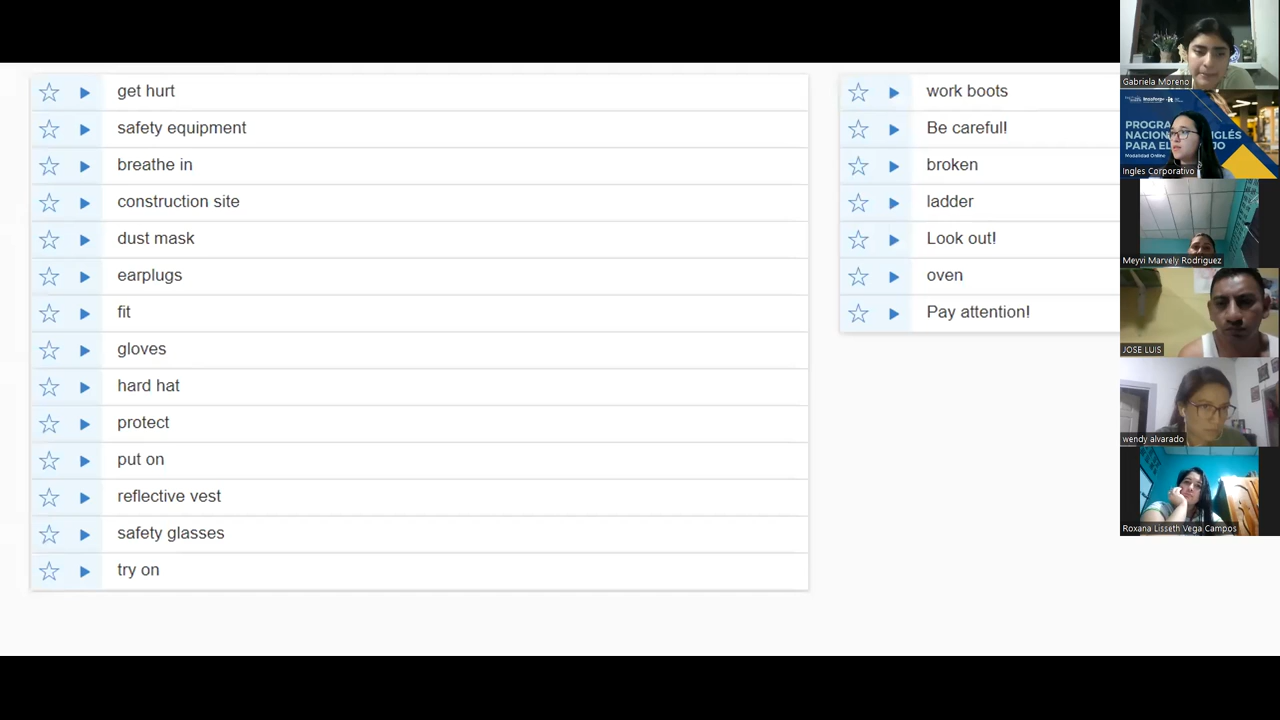 get hurt
safety equipment
breathe in
construction site
dust mask
earplugs
fit
gloves
hard hat
protect
put on
reflective vest
safety glasses
try on
work boots
Be careful!
broken
ladder
Look out!
oven
Pay attention!
Gabriela Moreno
PROGRA
NACION INGLÉS
PARA EL JO
Modalidad Online
Ingles Corporativo
Meyvi Marvely Rodriguez
JOSE LUIS
wendy alvarado
Roxana Lisseth Vega Campos